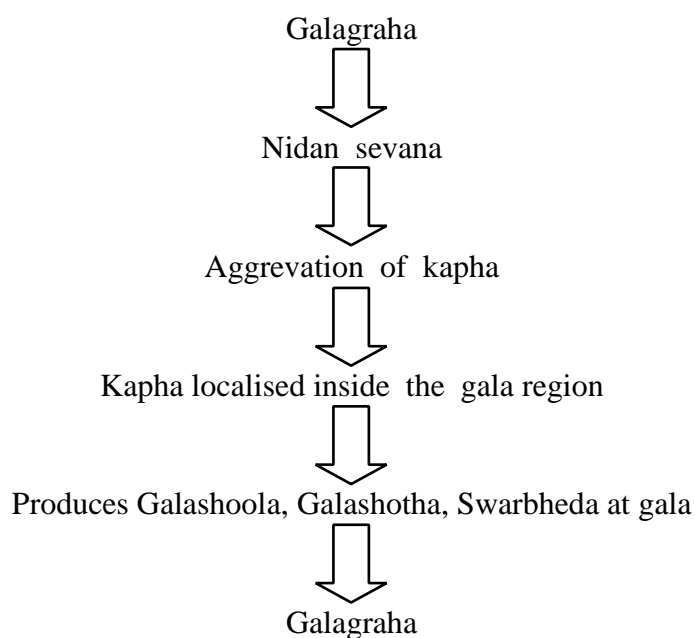 Galagraha
Nidan sevana
Aggrevation of kapha
Kapha localised inside the gala region
Produces Galashoola, Galashotha, Swarbheda at gala
Galagraha